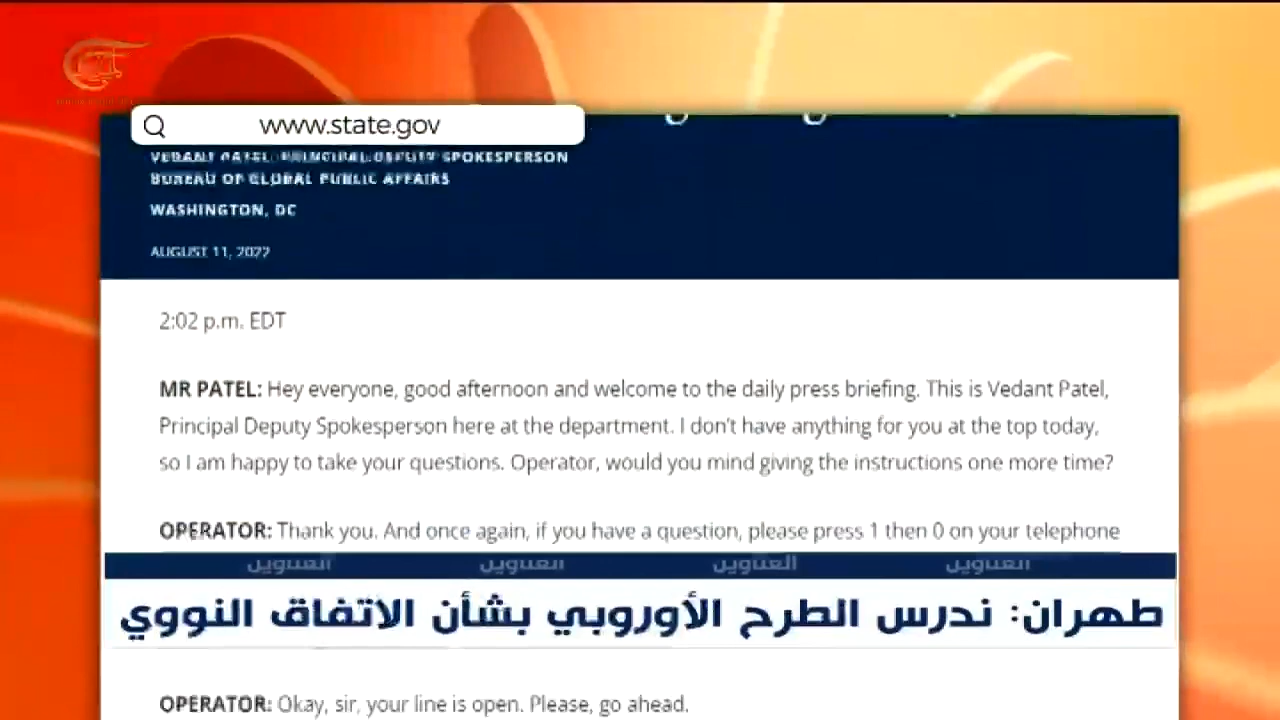 www.state.gov
VEDANT PATEL, PRINCIPAL DEPUTY SPOKESPERSON
BUREAU OF GLOBAL PUBLIC AFFAIRS
WASHINGTON, DC
AUGUST 11, 2022
2:02 p.m. EDT
MR PATEL: Hey everyone, good afternoon and welcome to the daily press briefing. This is Vedant Patel,
Principal Deputy Spokesperson here at the department. I don't have anything for you at the top today,
so I am happy to take your questions. Operator, would you mind giving the instructions one more time?
OPERATOR: Thank you. And once again, if you have a question, please press 1 then 0 on your telephone
العناوين العناوين العناوين العناوين
طهران: ندرس الطرح الأوروبي بشأن الاتفاق النووي
OPERATOR: Okay, sir, your line is open. Please, go ahead.